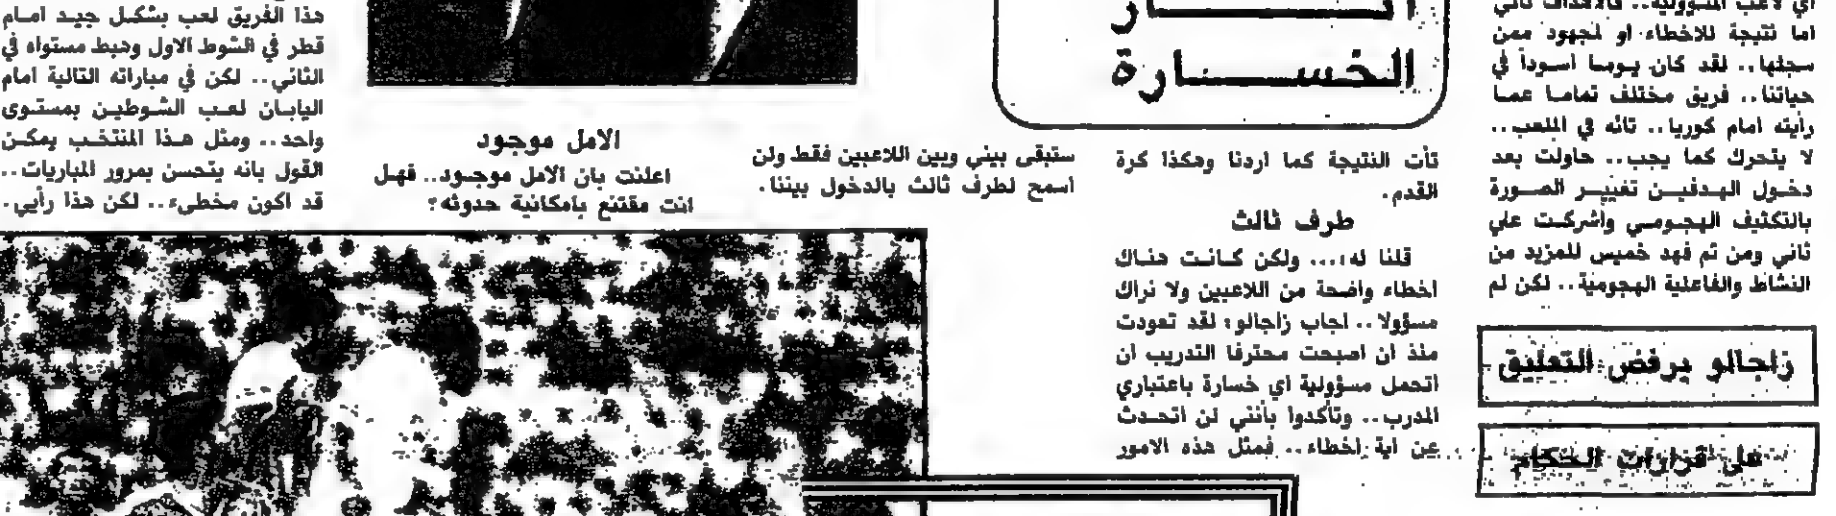 اي لاعب المسؤولية.. فالاهداف تأتي
اما نتيجة للاخطاء او لمجهود ممن
سجلها.. لقد كان يوما اسوداً في
حياتنا.. فريق مختلف تماما عما
رأيته امام كوريا.. تائه في الملعب..
لا يتحرك كما يجب.. حاولت بعد
دخول الهدفين تغيير الصورة
بالتكثيف الهجومي وأشركت علي
ثاني ومن ثم فهد خميس للمزيد من
النشاط والفاعلية الهجومية.. لكن لم
زاجالو يرفض التعليق
على قرارات الحكام
الخسارة
تأت النتيجة كما اردنا وهكذا كرة
القدم.
طرف ثالث
قلنا له:... ولكن كانت هناك
اخطاء واضحة من اللاعبين ولا نراك
مسؤولا.. اجاب زاجالو: لقد تعودت
منذ ان اصبحت محترفا التدريب ان
اتحمل مسؤولية اي خسارة باعتباري
المدرب.. وتأكدوا بأنني لن اتحدث
عن اية اخطاء.. فمثل هذه الامور
ستبقى بيني وبين اللاعبين فقط ولن
اسمح لطرف ثالث بالدخول بيننا.
الامل موجود
اعلنت بان الامل موجود.. فهل
انت مقتنع بامكانية حدوثه؟
هذا الفريق لعب بشكل جيد امام
قطر في الشوط الاول وهبط مستواه في
الثاني.. لكن في مباراته التالية امام
اليابان لعب الشوطين بمستوى
واحد.. ومثل هذا المنتخب يمكن
القول بانه يتحسن بمرور المباريات..
قد اكون مخطىء.. لكن هذا رأيي.